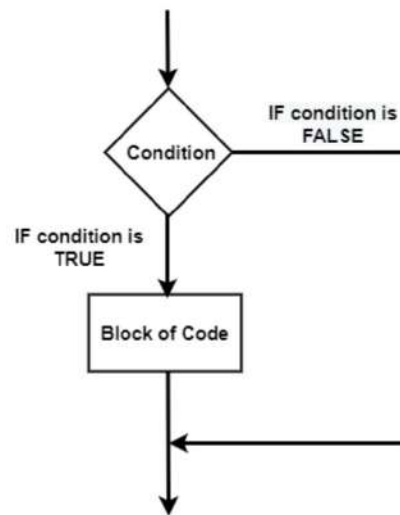 IF condition is
FALSE
Condition
IF condition is
TRUE
Block of Code